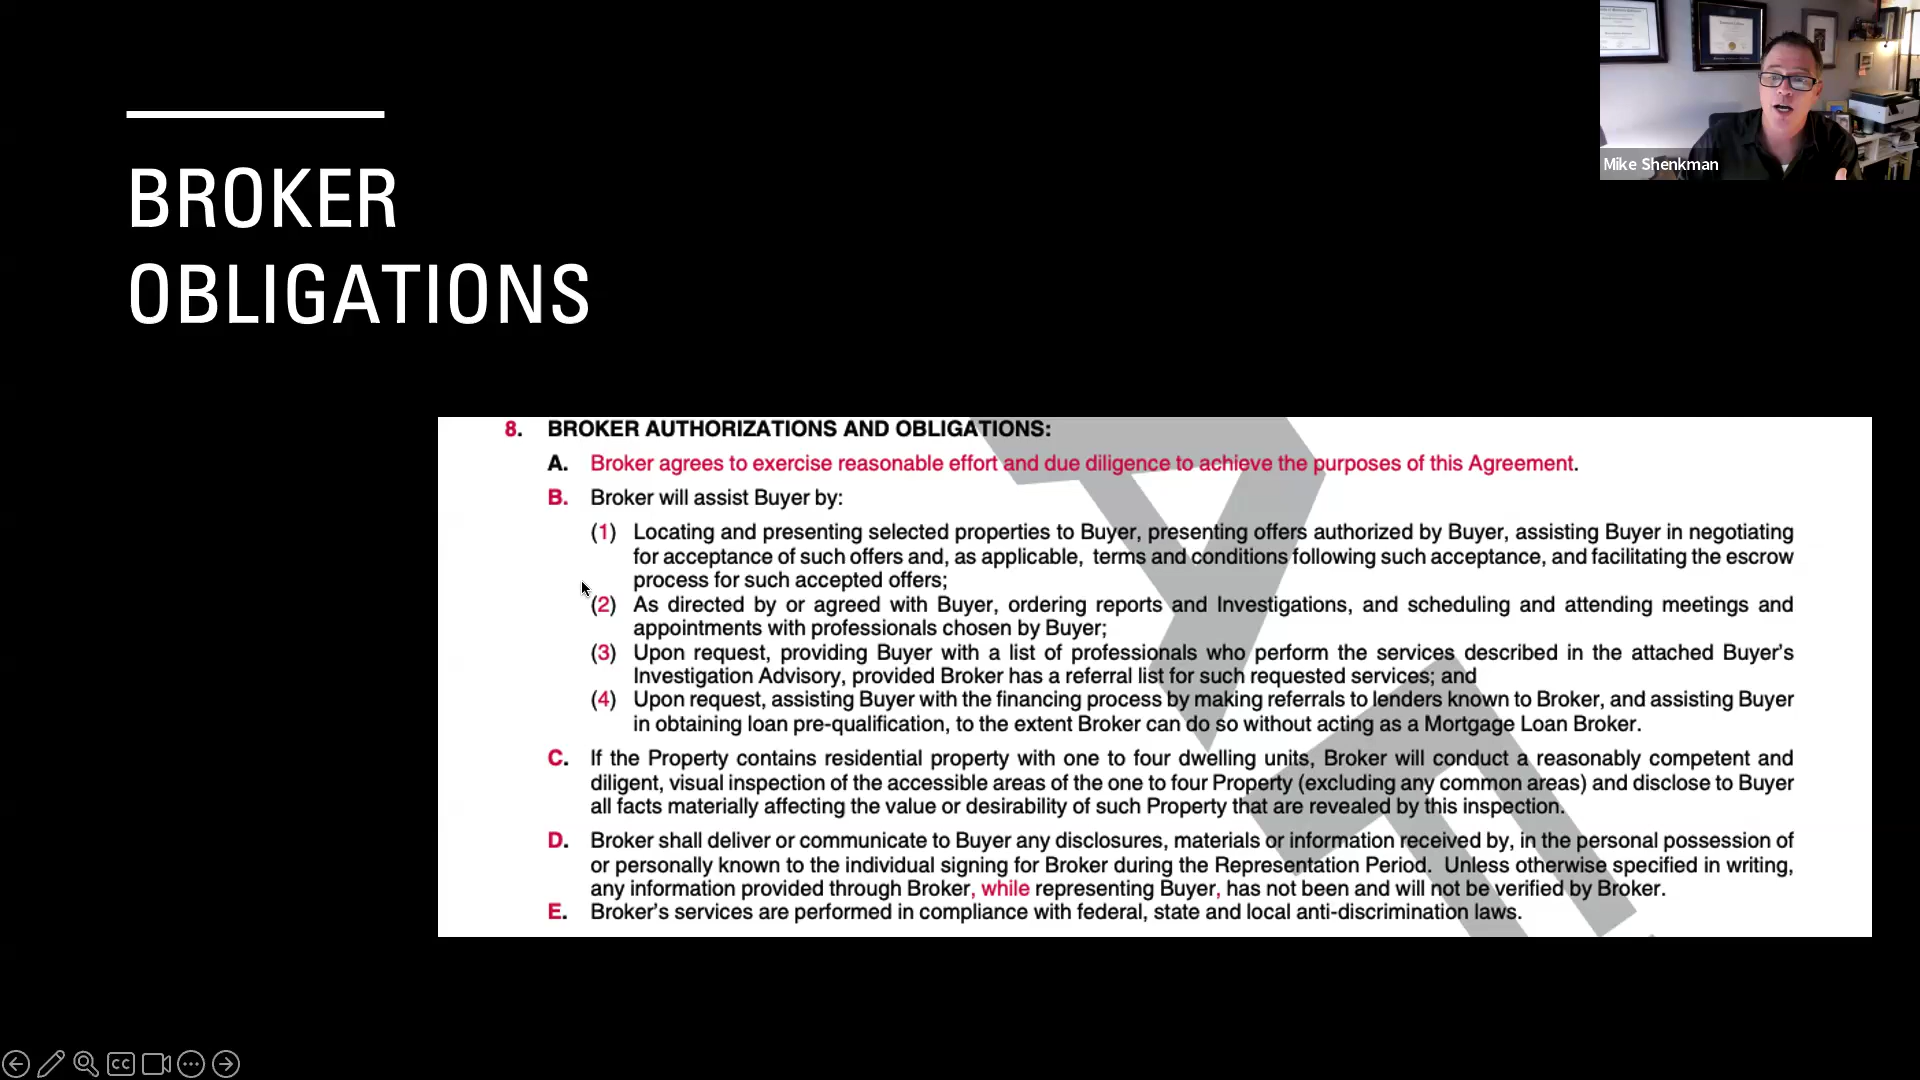 Mike Shenkman
BROKER
OBLIGATIONS
8. BROKER AUTHORIZATIONS AND OBLIGATIONS:
A. Broker agrees to exercise reasonable effort and due diligence to achieve the purposes of this Agreement.
B. Broker will assist Buyer by:
(1) Locating and presenting selected properties to Buyer, presenting offers authorized by Buyer, assisting Buyer in negotiating
for acceptance of such offers and, as applicable, terms and conditions following such acceptance, and facilitating the escrow
process for such accepted offers;
(2) As directed by or agreed with Buyer, ordering reports and Investigations, and scheduling and attending meetings and
appointments with professionals chosen by Buyer;
(3) Upon request, providing Buyer with a list of professionals who perform the services described in the attached Buyer's
Investigation Advisory, provided Broker has a referral list for such requested services; and
(4) Upon request, assisting Buyer with the financing process by making referrals to lenders known to Broker, and assisting Buyer
in obtaining loan pre-qualification, to the extent Broker can do so without acting as a Mortgage Loan Broker.
C. If the Property contains residential property with one to four dwelling units, Broker will conduct a reasonably competent and
diligent, visual inspection of the accessible areas of the one to four Property (excluding any common areas) and disclose to Buyer
all facts materially affecting the value or desirability of such Property that are revealed by this inspection.
D. Broker shall deliver or communicate to Buyer any disclosures, materials or information received by, in the personal possession of
or personally known to the individual signing for Broker during the Representation Period. Unless otherwise specified in writing,
any information provided through Broker, while representing Buyer, has not been and will not be verified by Broker.
E. Broker's services are performed in compliance with federal, state and local anti-discrimination laws.
CC